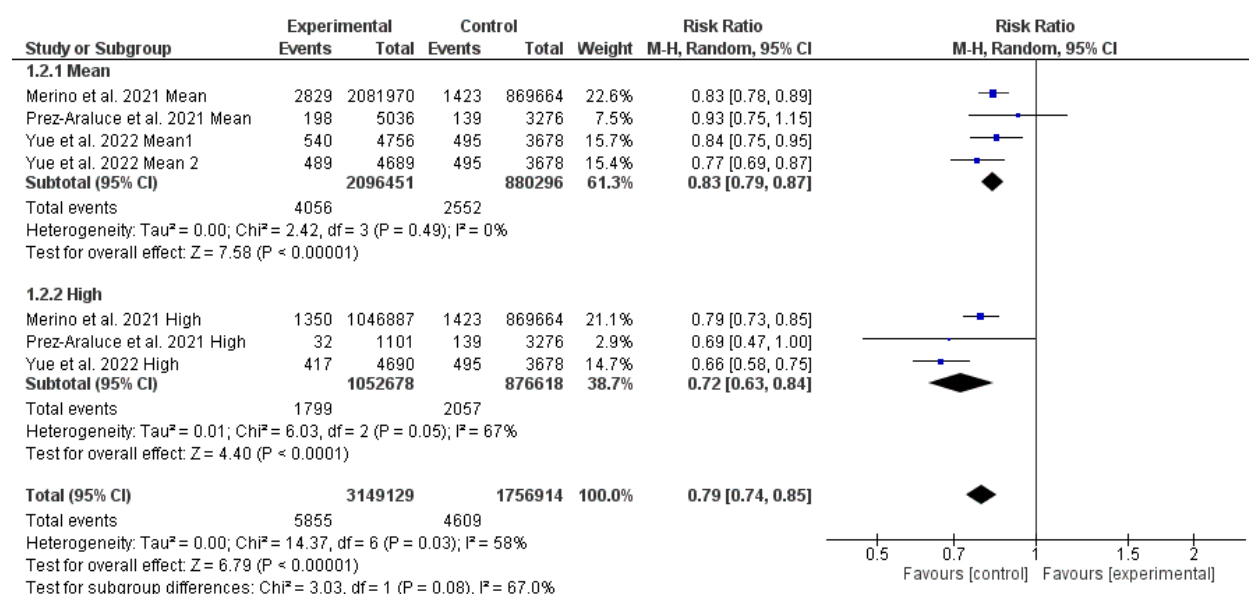 Experimental Control Risk Ratio Risk Ratio
Study or Subgroup Events Total Events Total Weight M-H, Random, 95% CI M-H, Random, 95% CI
1.2.1 Mean
Merino et al. 2021 Mean 2829 2081970 1423 869664 22.6% 0.83 [0.78, 0.89]
Prez-Araluce et al. 2021 Mean 198 5036 139 3276 7.5% 0.93 [0.75, 1.15]
Yue et al. 2022 Mean1 540 4756 495 3678 15.7% 0.84 [0.75, 0.95]
Yue et al. 2022 Mean 2 489 4689 495 3678 15.4% 0.77 [0.69, 0.87]
Subtotal (95% CI) 2096451 880296 61.3% 0.83 [0.79, 0.87]
Total events 4056 2552
Heterogeneity: Tau² = 0.00; Chi² = 2.42, df = 3 (P = 0.49); I² = 0%
Test for overall effect: Z = 7.58 (P < 0.00001)
1.2.2 High
Merino et al. 2021 High 1350 1046887 1423 869664 21.1% 0.79 [0.73, 0.85]
Prez-Araluce et al. 2021 High 32 1101 139 3276 2.9% 0.69 [0.47, 1.00]
Yue et al. 2022 High 417 4690 495 3678 14.7% 0.66 [0.58, 0.75]
Subtotal (95% CI) 1052678 876618 38.7% 0.72 [0.63, 0.84]
Total events 1799 2057
Heterogeneity: Tau² = 0.01; Chi² = 6.03, df = 2 (P = 0.05); I² = 67%
Test for overall effect: Z = 4.40 (P < 0.0001)
Total (95% CI) 3149129 1756914 100.0% 0.79 [0.74, 0.85]
Total events 5855 4609
Heterogeneity: Tau² = 0.00; Chi² = 14.37, df = 6 (P = 0.03); I² = 58%
Test for overall effect: Z = 6.79 (P < 0.00001)
Test for subgroup differences: Chi² = 3.03, df = 1 (P = 0.08), I² = 67.0%
0.5 0.7 1 1.5 2
Favours [control] Favours [experimental]